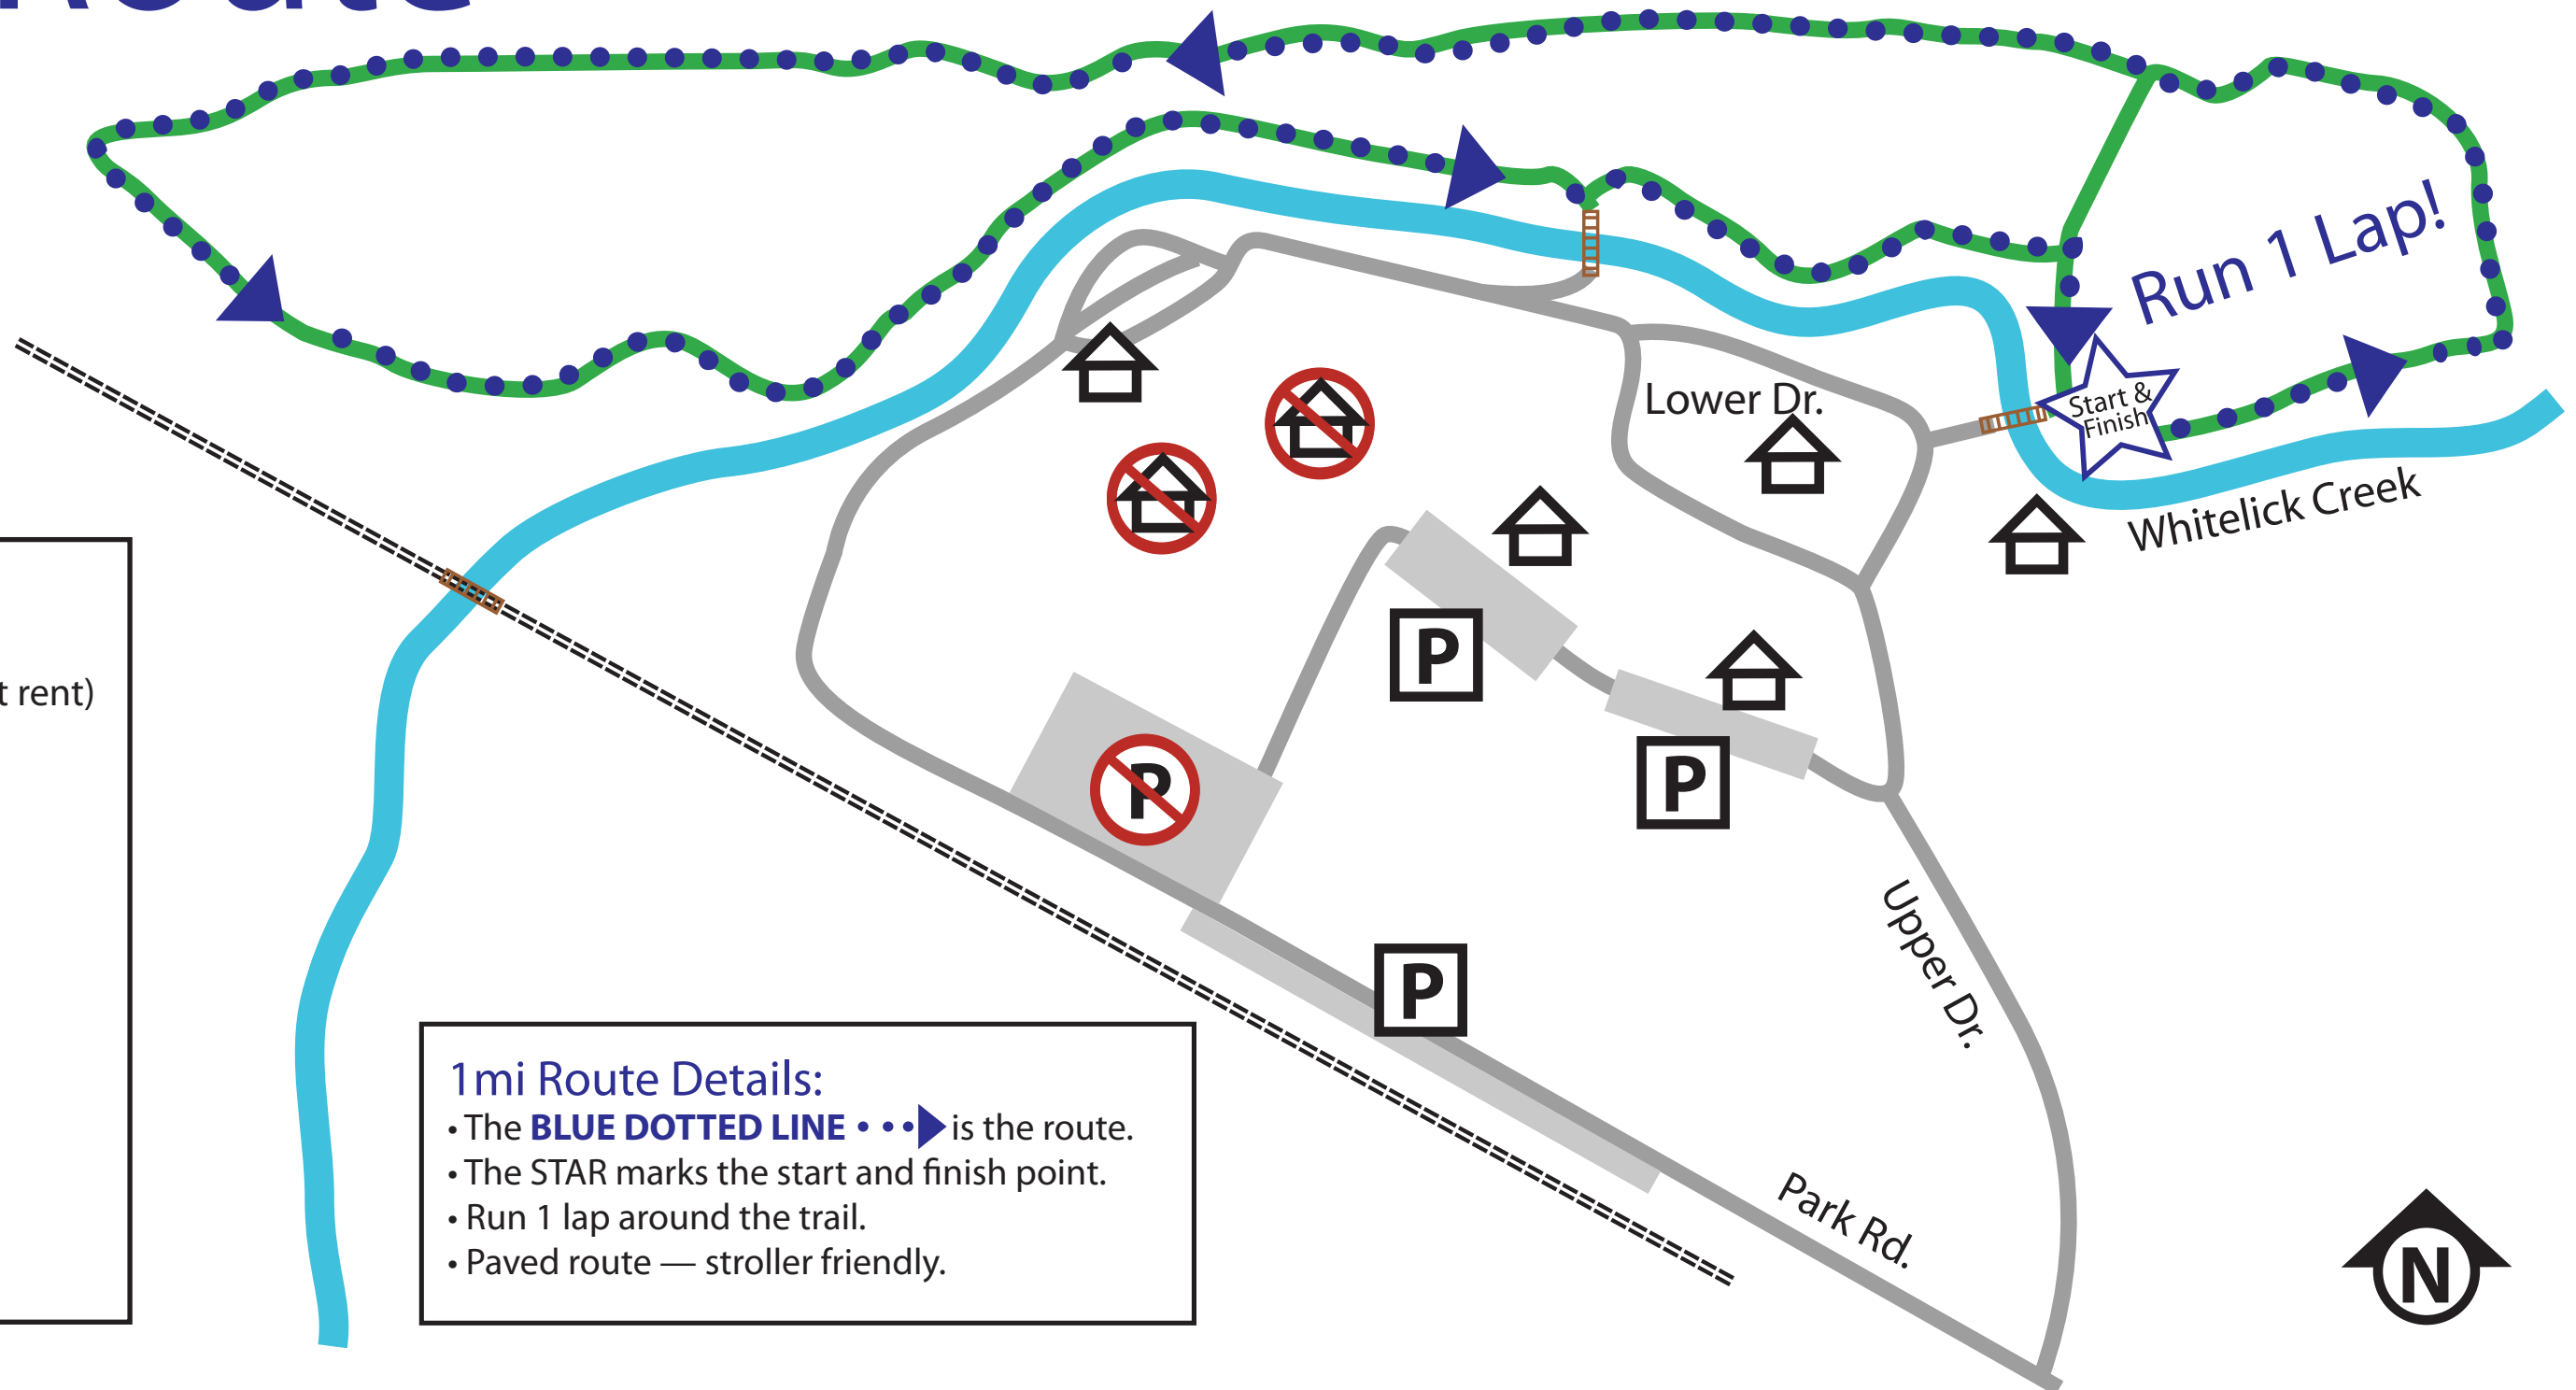 Route
Run 1 Lap!
Start &
Finish
Lower Dr.
Whitelick Creek
t rent)
P
P
P
P
Upper Dr.
1mi Route Details:
• The BLUE DOTTED LINE is the route.
• The STAR marks the start and finish point.
• Run 1 lap around the trail.
• Paved route — stroller friendly.
Park Rd.
N